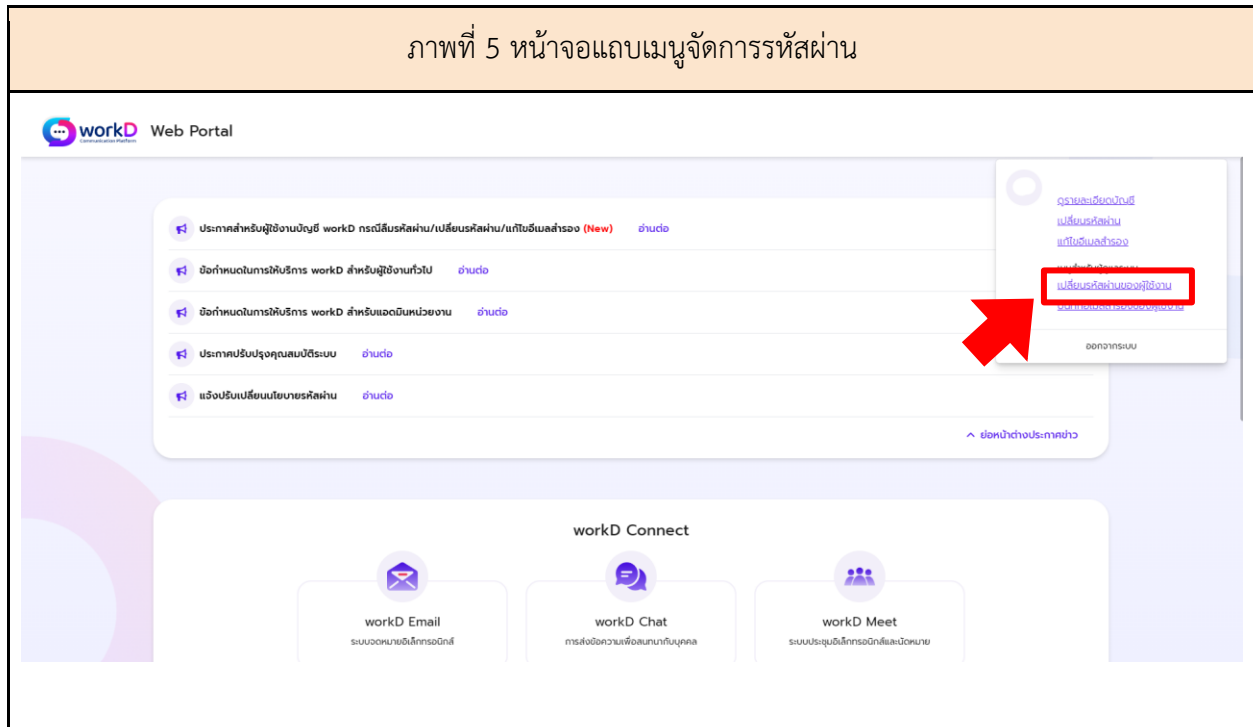 ภาพที่ 5 หน้าจอแถบเมนูจัดการรหัสผ่าน
workD Web Portal
Communication Platform
ดูรายละเอียดบัญชี
เปลี่ยนรหัสผ่าน
แก้ไขอีเมลสำรอง
เปลี่ยนรหัสผ่านของผู้ใช้งาน
ออกจากระบบ
ประกาศสำหรับผู้ใช้งานบัญชี workD กรณีลืมรหัสผ่าน/เปลี่ยนรหัสผ่าน/แก้ไขอีเมลสำรอง (New) อ่านต่อ
ข้อกำหนดในการให้บริการ workD สำหรับผู้ใช้งานทั่วไป อ่านต่อ
ข้อกำหนดในการให้บริการ workD สำหรับแอดมินหน่วยงาน อ่านต่อ
ประกาศปรับปรุงคุณสมบัติระบบ อ่านต่อ
แจ้งปรับเปลี่ยนนโยบายรหัสผ่าน อ่านต่อ
ย่อหน้าต่างประกาศข่าว
workD Connect
workD Email
ระบบจดหมายอิเล็กทรอนิกส์
workD Chat
การส่งข้อความเพื่อสนทนากับบุคคล
workD Meet
ระบบประชุมอิเล็กทรอนิกส์และนัดหมาย